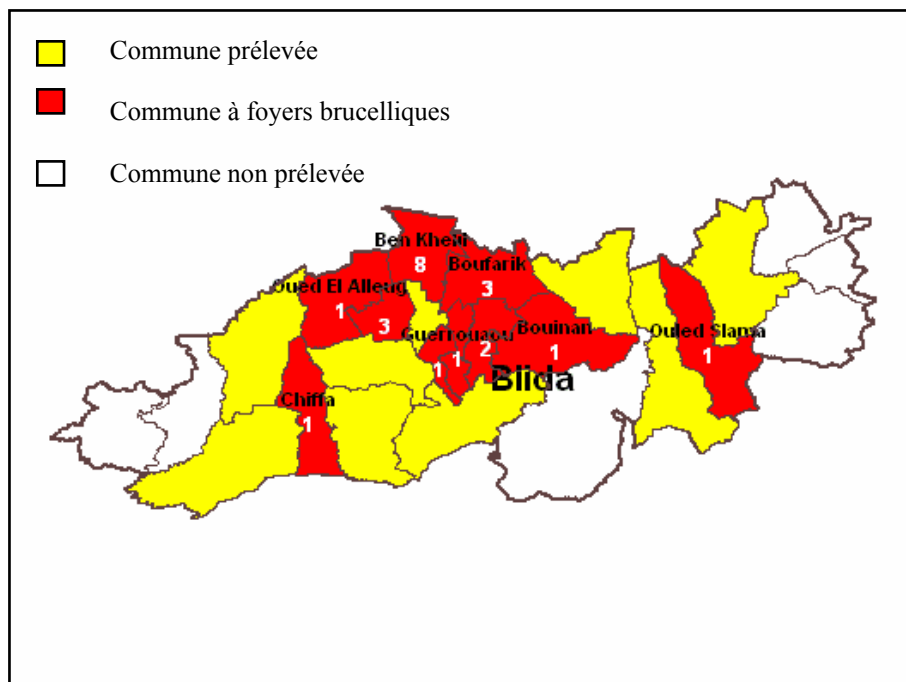 Commune prélevée
Commune à foyers brucelliques
Commune non prélevée
Ben Khelil
8
Boufarik
3
Oued El Alleug
1
3
Guerrouaou
1
1
2
Bouinan
1
Ouled Slama
1
Blida
Chiffa
1